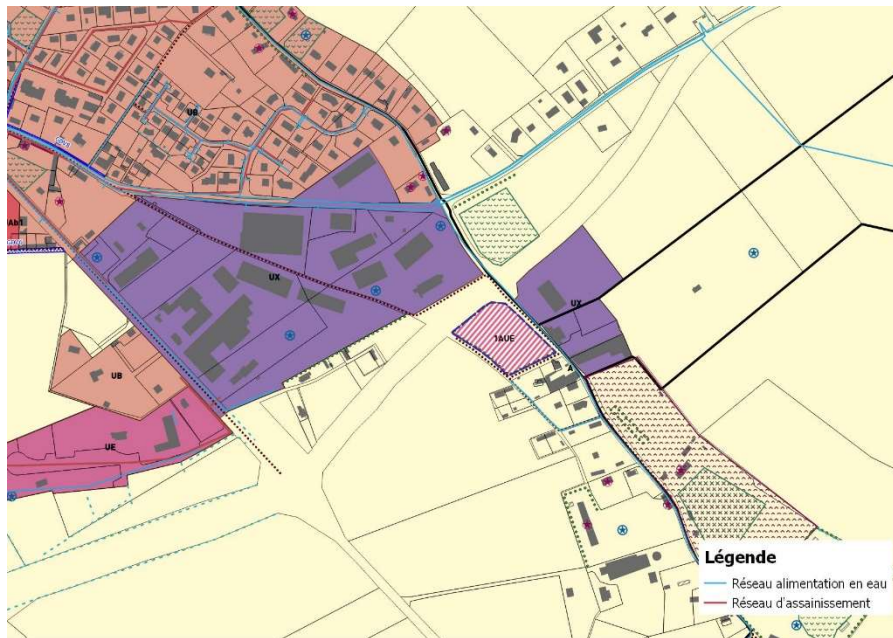 UB
UX
UX
1AUE
A
UB
UE
Légende
Réseau alimentation en eau
Réseau d'assainissement